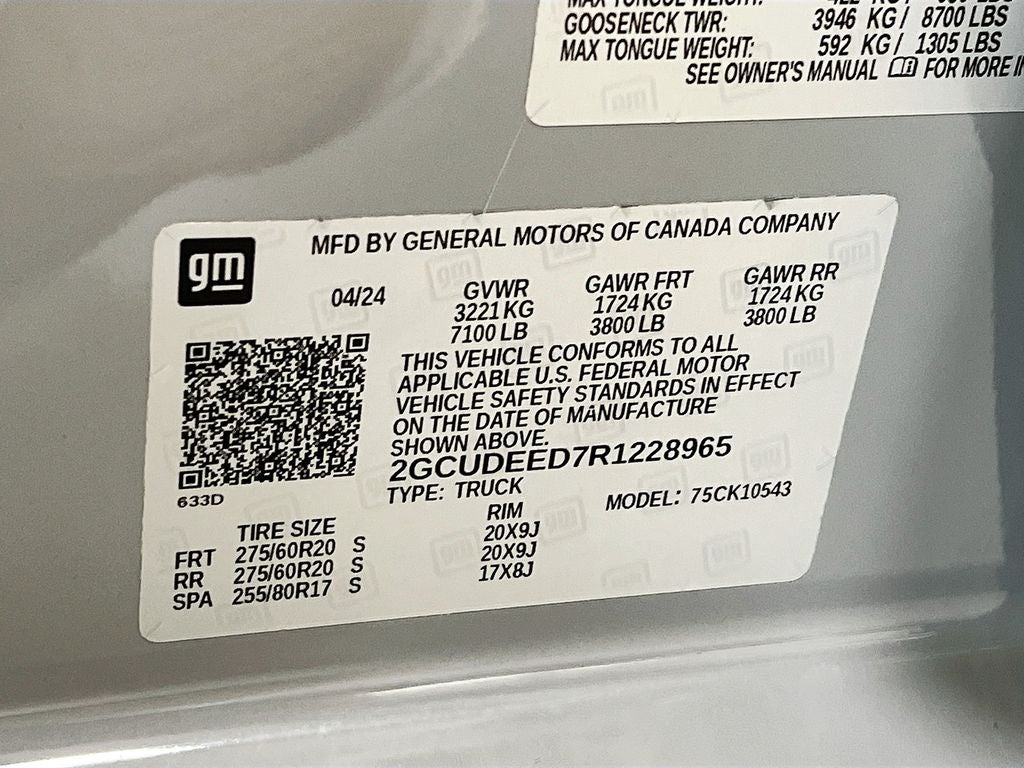 MAX TONGUE WEIGHT:
GOOSENECK TWR: 3946 KG/ 8700 LBS
MAX TONGUE WEIGHT: 592 KG/ 1305 LBS
SEE OWNER'S MANUAL FOR MORE
gm
MFD BY GENERAL MOTORS OF CANADA COMPANY
04/24 GVWR GAWR FRT GAWR RR
3221 KG 1724 KG 1724 KG
7100 LB 3800 LB 3800 LB
THIS VEHICLE CONFORMS TO ALL
APPLICABLE U.S. FEDERAL MOTOR
VEHICLE SAFETY STANDARDS IN EFFECT
ON THE DATE OF MANUFACTURE
SHOWN ABOVE.
2GCUDEED7R1228965
633D
TYPE: TRUCK MODEL: 75CK10543
TIRE SIZE RIM
FRT 275/60R20 S 20X9J
RR 275/60R20 S 20X9J
SPA 255/80R17 S 17X8J